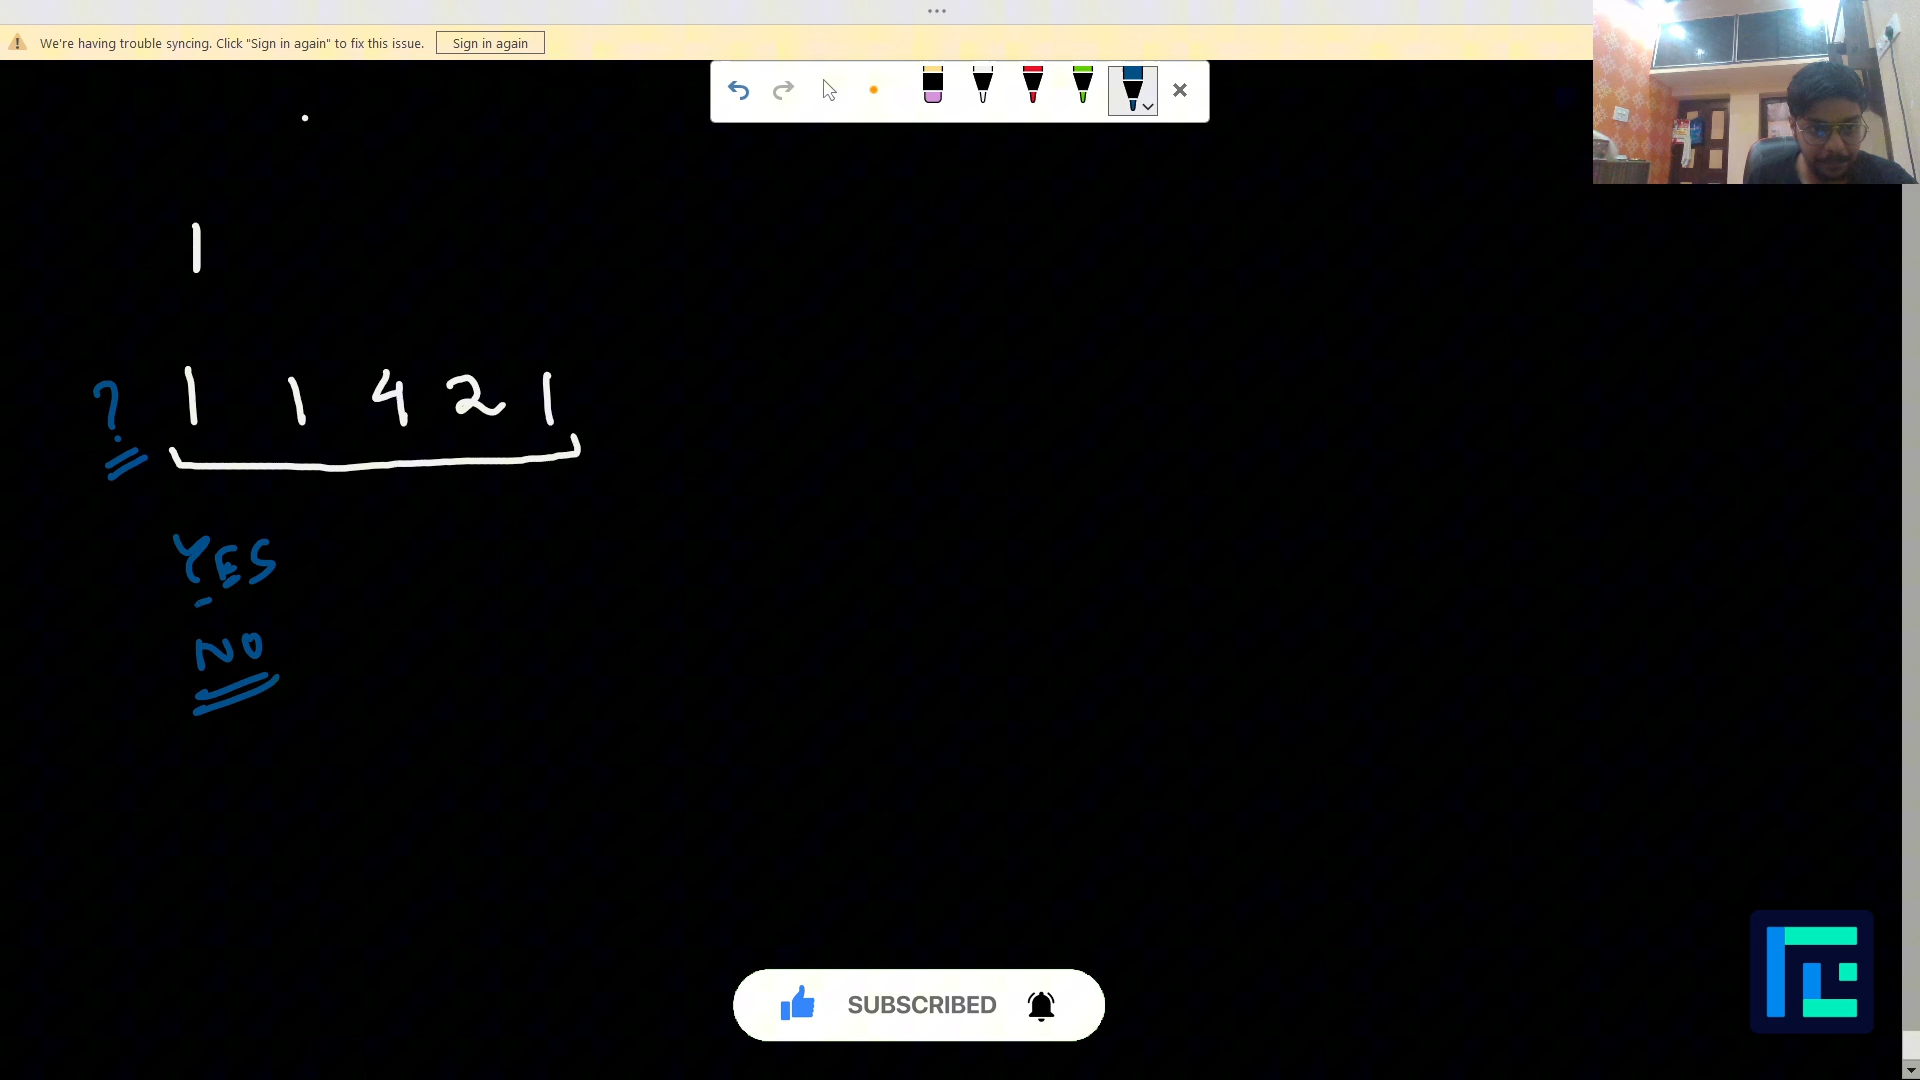 We're having trouble syncing. Click "Sign in again" to fix this issue. Sign in again
1
? 1 1 4 2 1
YES
NO
SUBSCRIBED